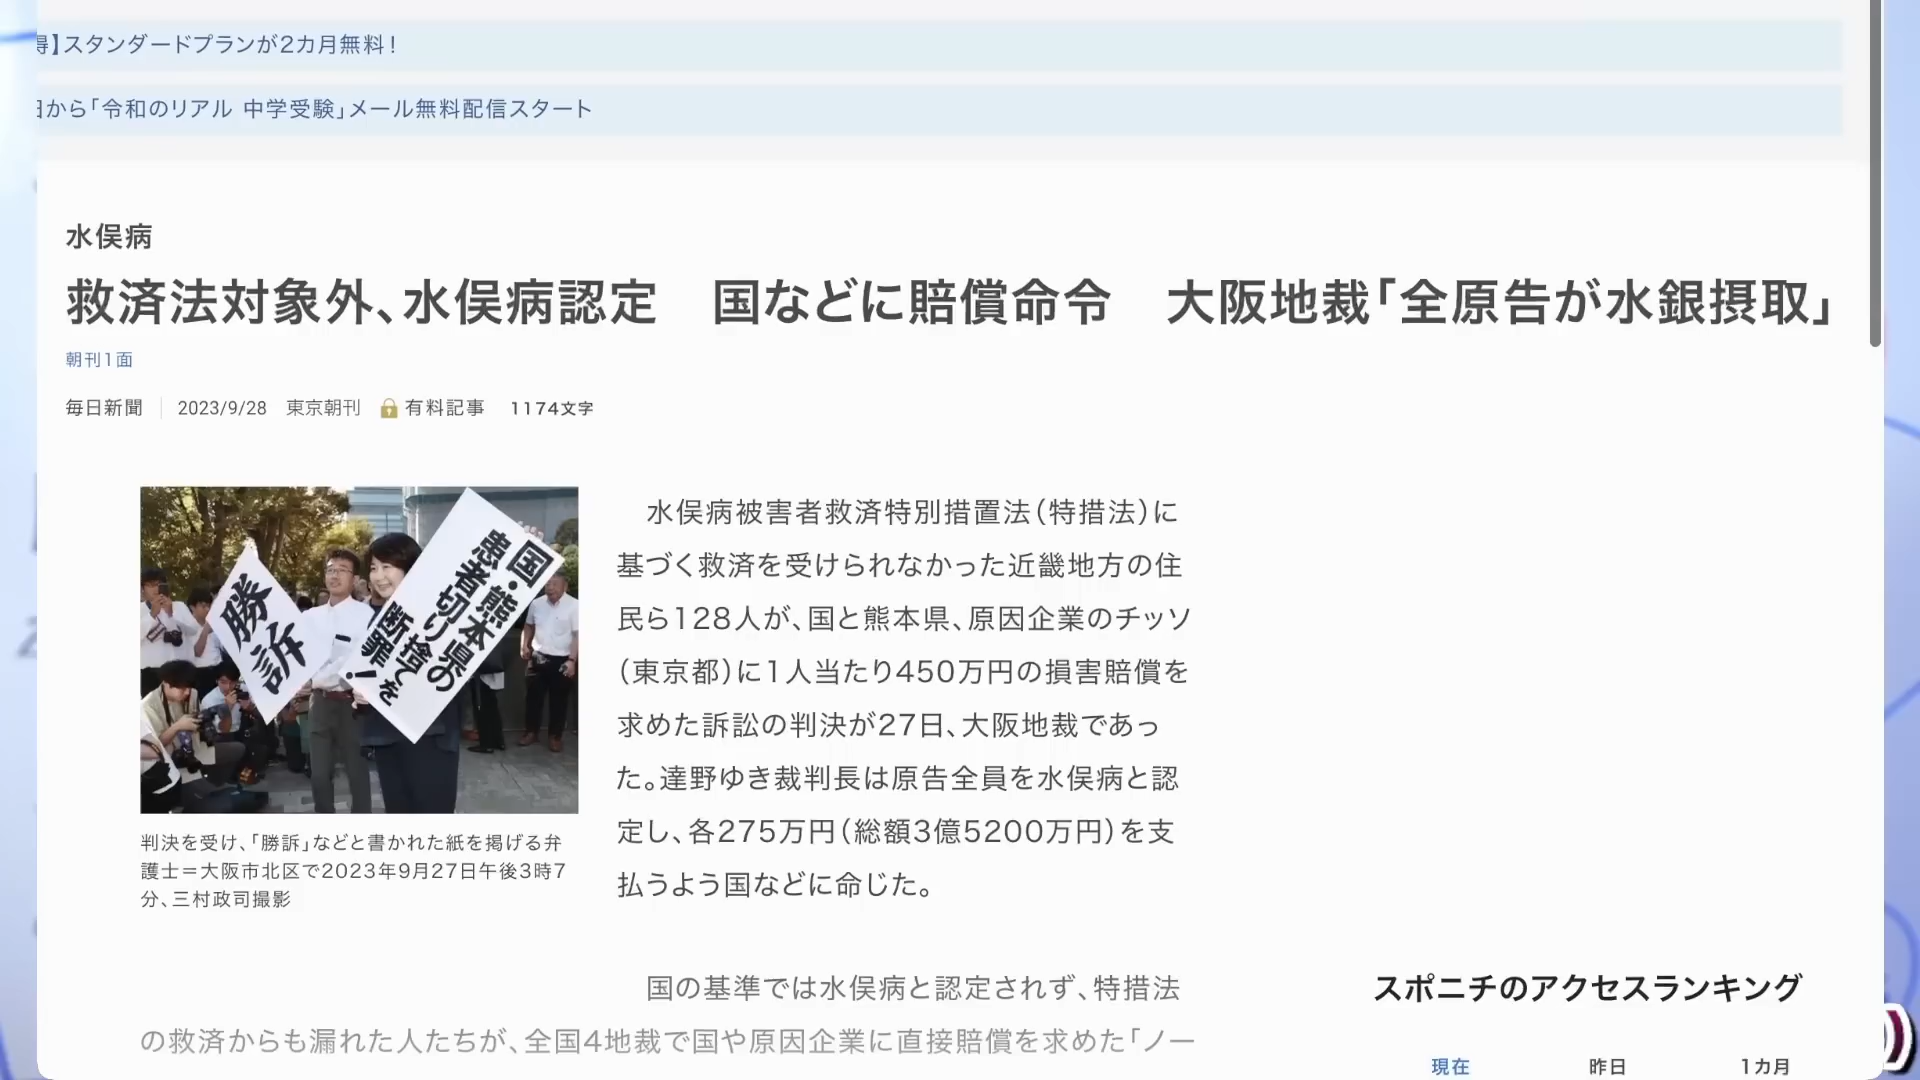 得】スタンダードプランが2カ月無料！
日から「令和のリアル 中学受験」メール無料配信スタート
水俣病
救済法対象外、水俣病認定　国などに賠償命令　大阪地裁「全原告が水銀摂取」
朝刊1面
毎日新聞 2023/9/28 東京朝刊 有料記事 1174文字
勝訴
国・熊本県の
患者切り捨てを
断罪！
判決を受け、「勝訴」などと書かれた紙を掲げる弁
護士＝大阪市北区で2023年9月27日午後3時7
分、三村政司撮影
水俣病被害者救済特別措置法（特措法）に
基づく救済を受けられなかった近畿地方の住
民ら128人が、国と熊本県、原因企業のチッソ
（東京都）に1人当たり450万円の損害賠償を
求めた訴訟の判決が27日、大阪地裁であっ
た。達野ゆき裁判長は原告全員を水俣病と認
定し、各275万円（総額3億5200万円）を支
払うよう国などに命じた。
国の基準では水俣病と認定されず、特措法
の救済からも漏れた人たちが、全国4地裁で国や原因企業に直接賠償を求めた「ノー
スポニチのアクセスランキング
現在 昨日 1カ月